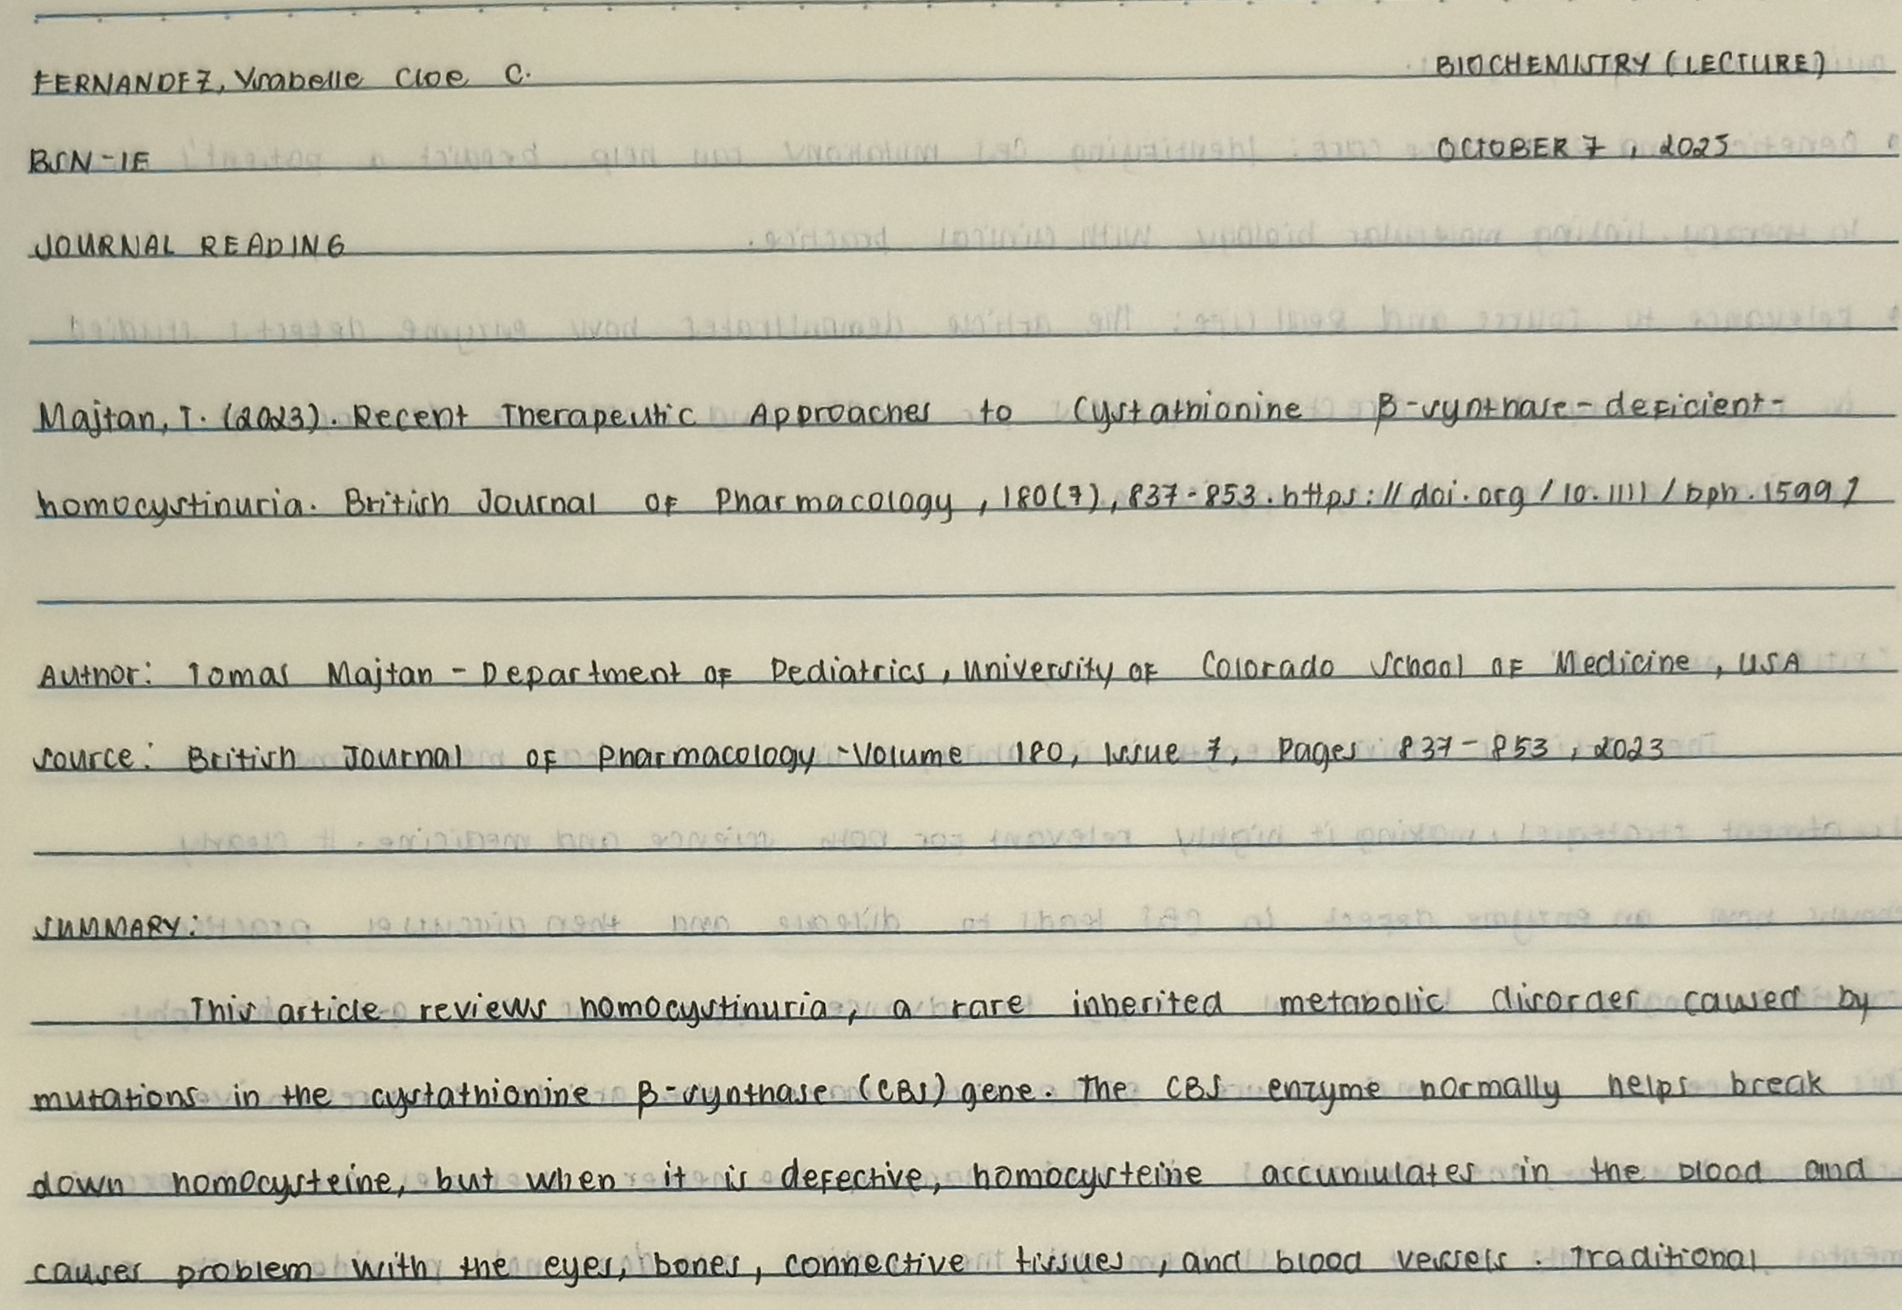 FERNANDEZ, Ysabelle Cloe C. BIOCHEMISTRY (LECTURE)
BSN-1E OCTOBER 7, 2025
JOURNAL READING
Majtan, T. (2023). Recent Therapeutic Approaches to Cystathionine β-synthase-deficient-
homocystinuria. British Journal of Pharmacology, 180(7), 837-853. https://doi.org/10.1111/bph.15991
Author: Tomas Majtan - Department of Pediatrics, University of Colorado School of Medicine, USA
Source: British Journal of Pharmacology - Volume 180, Issue 7, Pages 837-853, 2023
SUMMARY:
This article reviews homocystinuria, a rare inherited metabolic disorder caused by
mutations in the cystathionine β-synthase (CBS) gene. The CBS enzyme normally helps break
down homocysteine, but when it is defective, homocysteine accumulates in the blood and
causes problem with the eyes, bones, connective tissues, and blood vessels. Traditional